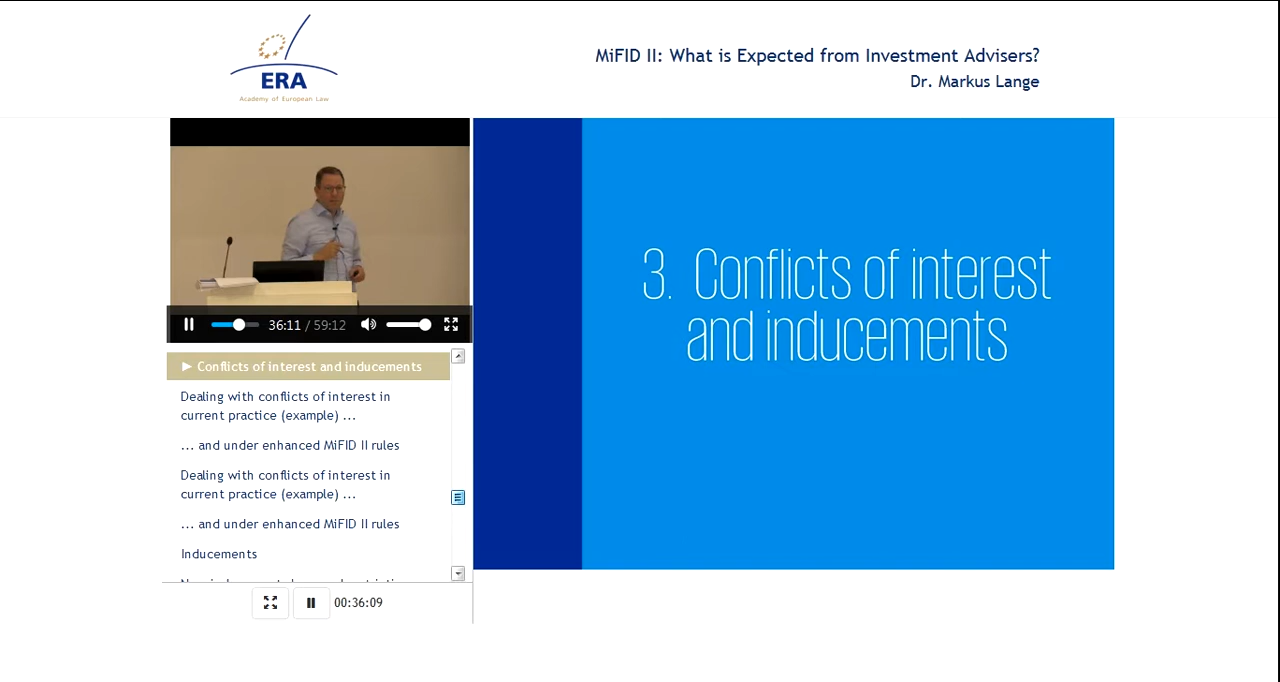 ERA
Academy of European Law
MiFID II: What is Expected from Investment Advisers?
Dr. Markus Lange
36:11 / 59:12
► Conflicts of interest and inducements
Dealing with conflicts of interest in
current practice (example) ...
... and under enhanced MiFID II rules
Dealing with conflicts of interest in
current practice (example) ...
... and under enhanced MiFID II rules
Inducements
00:36:09
3. Conflicts of interest
and inducements